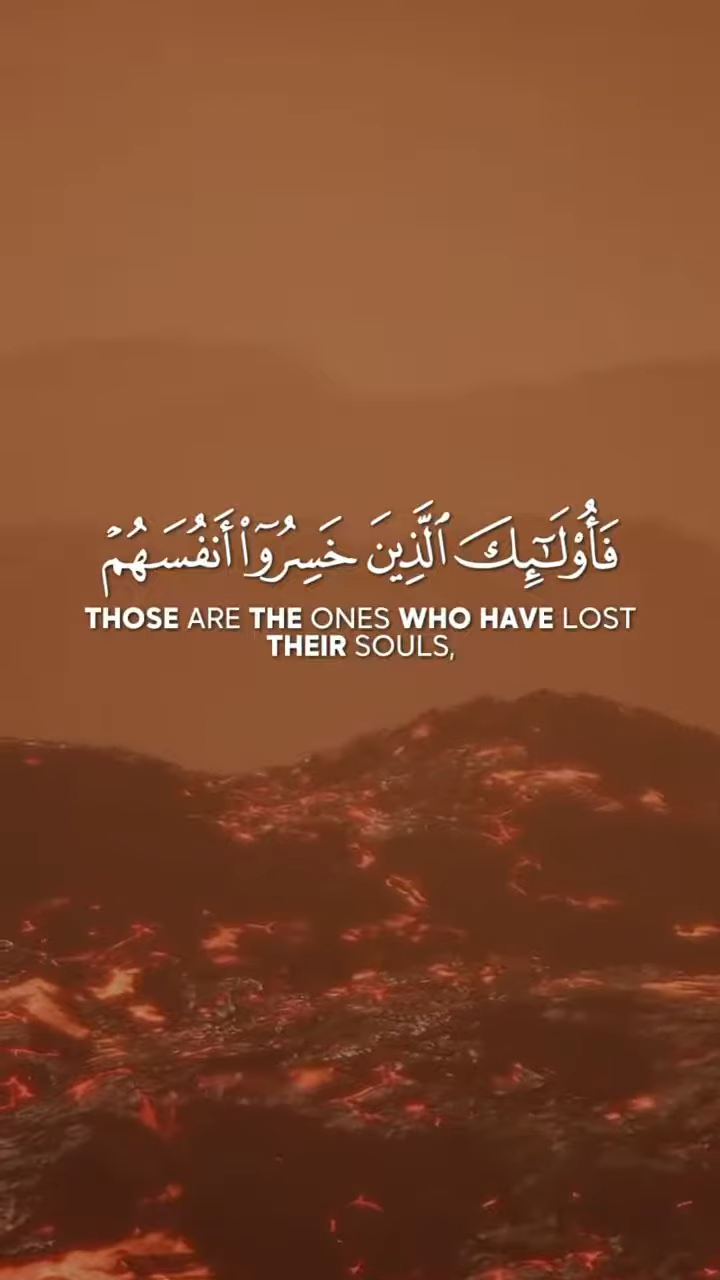 فَأُو۟لَـٰٓئِكَ ٱلَّذِينَ خَسِرُوٓا۟ أَنفُسَهُمْ
THOSE ARE THE ONES WHO HAVE LOST
THEIR SOULS,